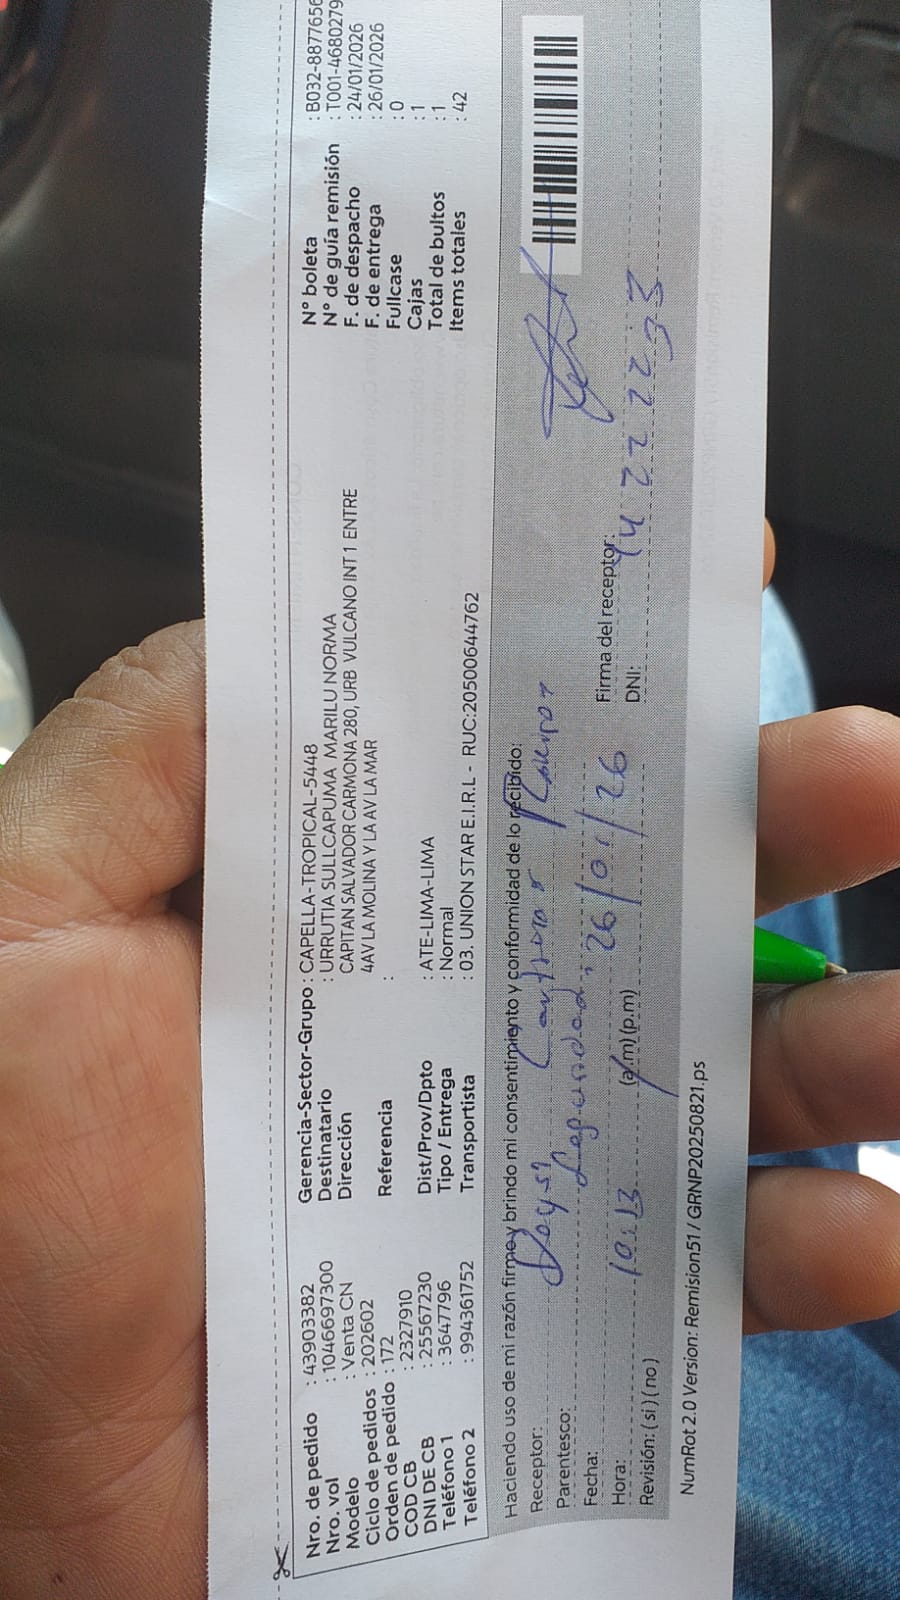 Nro. de pedido : 43903382
Nro. vol : 1046697300
Modelo : Venta CN
Ciclo de pedidos : 202602
Orden de pedido : 172
COD CB : 2327910
DNI DE CB : 25567230
Teléfono 1 : 3647796
Teléfono 2 : 994361752
Gerencia-Sector-Grupo : CAPELLA-TROPICAL-5448
Destinatario : URRUTIA SULLCAPUMA MARILU NORMA
Dirección : CAPITAN SALVADOR CARMONA 280, URB VULCANO INT 1 ENTRE
4AV LA MOLINA Y LA AV LA MAR
Referencia :
Dist/Prov/Dpto : ATE-LIMA-LIMA
Tipo / Entrega : Normal
Transportista : 03. UNION STAR E.I.R.L - RUC:20500644762
N° boleta : B032-8877656
N° de guía remisión : T001-4680279
F. de despacho : 24/01/2026
F. de entrega : 26/01/2026
Fullcase : 0
Cajas : 1
Total de bultos : 1
Items totales : 42
Haciendo uso de mi razón firmo y brindo mi consentimiento y conformidad de lo recibido:
Receptor: Daysi
Parentesco:
Fecha: 26/01/26
Hora: 10:13 (a.m)(p.m)
Revisión: (si) (no)
Firma del receptor:
DNI: 44222233
NumRot 2.0 Version: Remision51 / GRNP20250821.ps